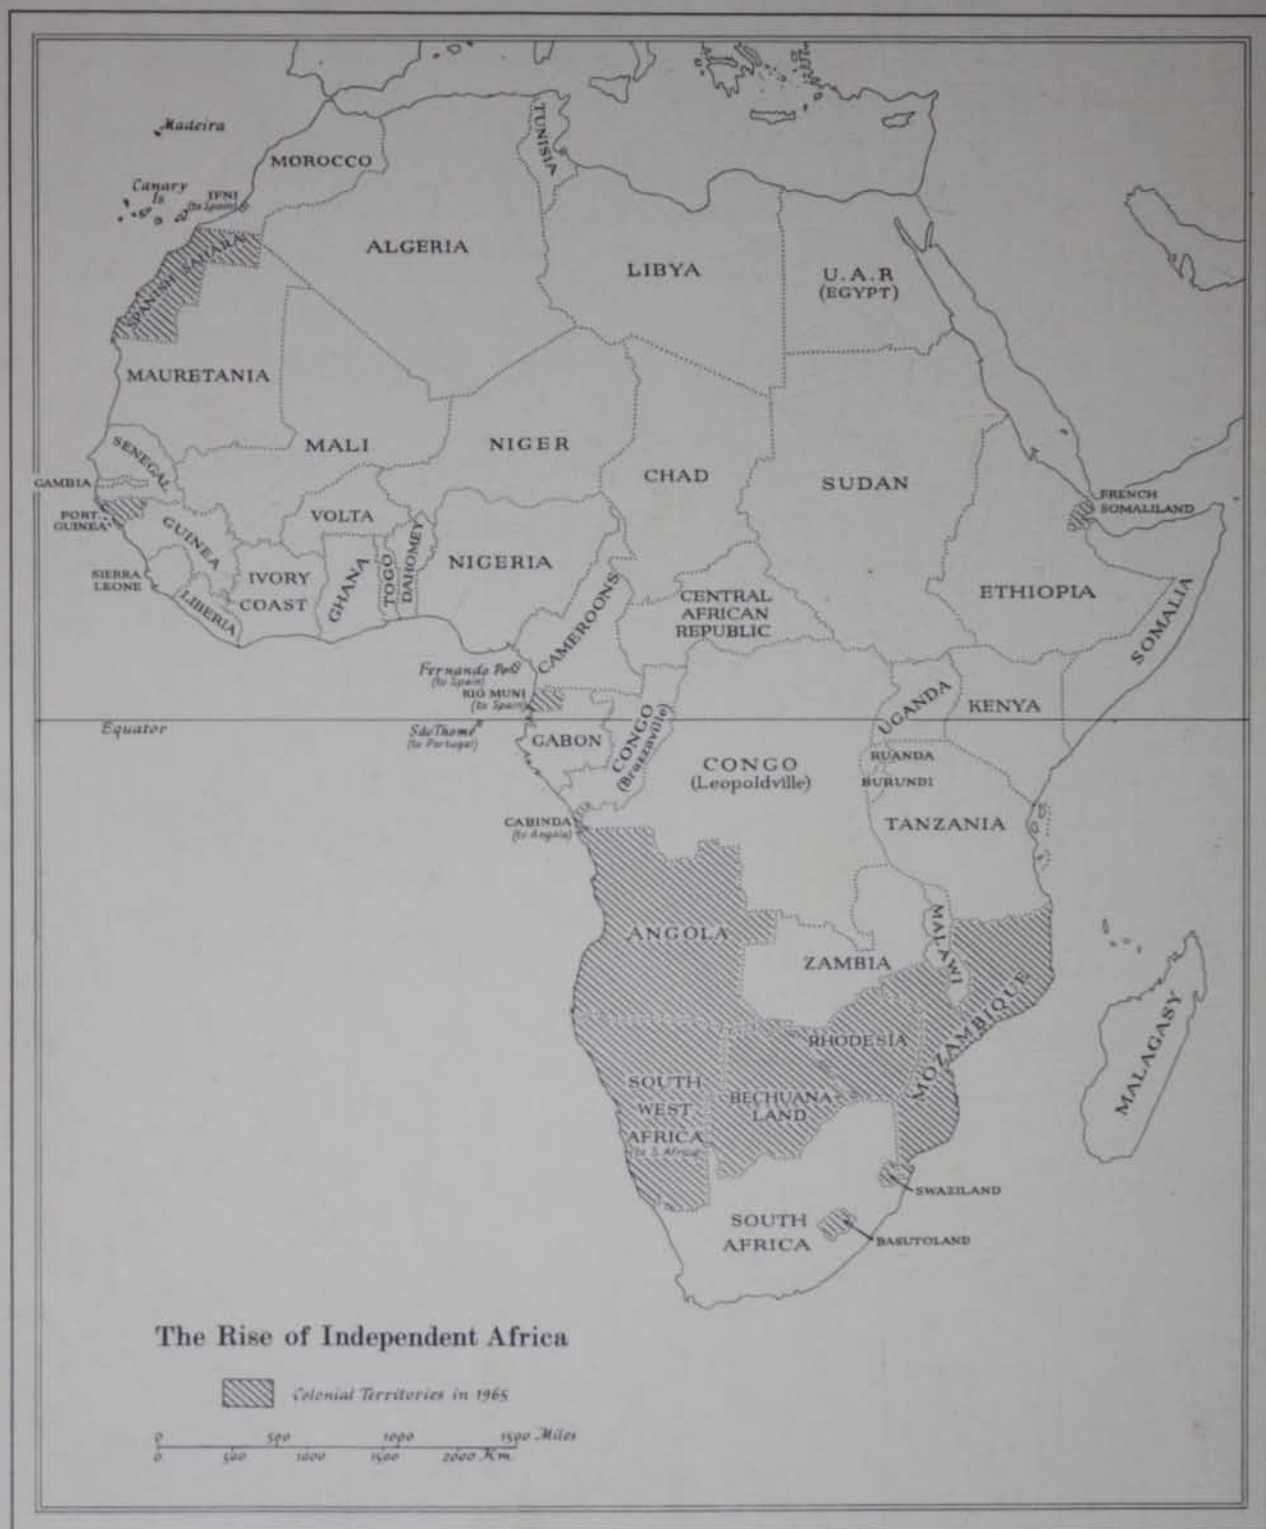 Madeira
MOROCCO
TUNISIA
Canary
Is
IFNI
(to Spain)
ALGERIA
LIBYA
U.A.R
(EGYPT)
SPANISH SAHARA
MAURETANIA
MALI
NIGER
CHAD
SUDAN
SENEGAL
GAMBIA
PORT.
GUINEA
GUINEA
VOLTA
FRENCH
SOMALILAND
SIERRA
LEONE
LIBERIA
IVORY
COAST
GHANA
TOGO
DAHOMEY
NIGERIA
CAMEROONS
CENTRAL
AFRICAN
REPUBLIC
ETHIOPIA
SOMALIA
Fernando Po
(to Spain)
RIO MUNI
(to Spain)
UGANDA
KENYA
Equator
São Thomé
(to Portugal)
GABON
CONGO
(Brazzaville)
CONGO
(Leopoldville)
RUANDA
BURUNDI
TANZANIA
CABINDA
(to Angola)
ANGOLA
ZAMBIA
MALAWI
MOZAMBIQUE
RHODESIA
MALAGASY
SOUTH
WEST
AFRICA
(to S. Africa)
BECHUANA-
LAND
SWAZILAND
SOUTH
AFRICA
BASUTOLAND
The Rise of Independent Africa
Colonial Territories in 1965
0 500 1000 1500 Miles
0 500 1000 1500 2000 Km.